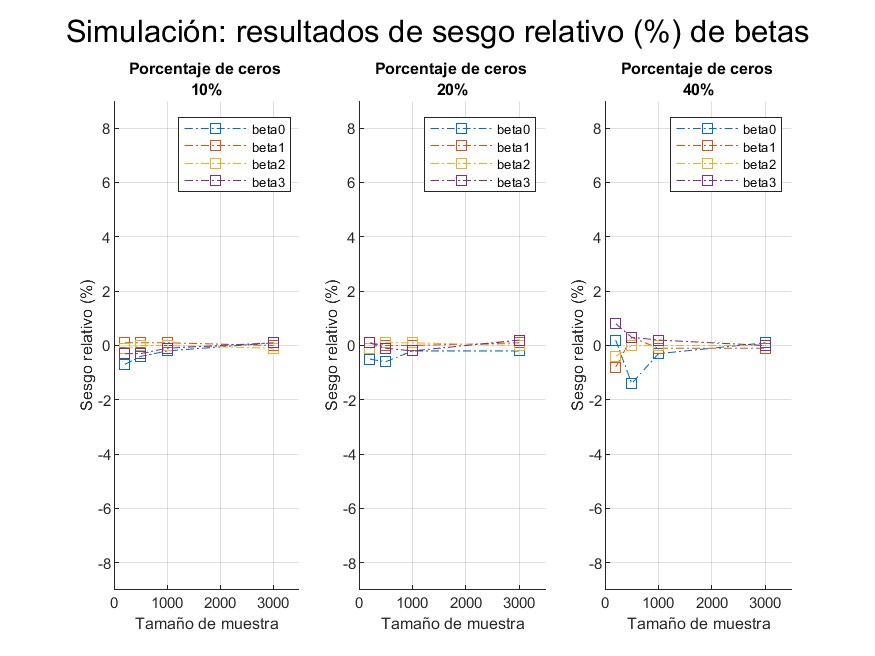 Simulación: resultados de sesgo relativo (%) de betas
Porcentaje de ceros
10%
beta0
beta1
beta2
beta3
8
6
4
2
0
-2
-4
-6
-8
Sesgo relativo (%)
0
1000
2000
3000
Tamaño de muestra
Porcentaje de ceros
20%
beta0
beta1
beta2
beta3
8
6
4
2
0
-2
-4
-6
-8
Sesgo relativo (%)
0
1000
2000
3000
Tamaño de muestra
Porcentaje de ceros
40%
beta0
beta1
beta2
beta3
8
6
4
2
0
-2
-4
-6
-8
Sesgo relativo (%)
0
1000
2000
3000
Tamaño de muestra